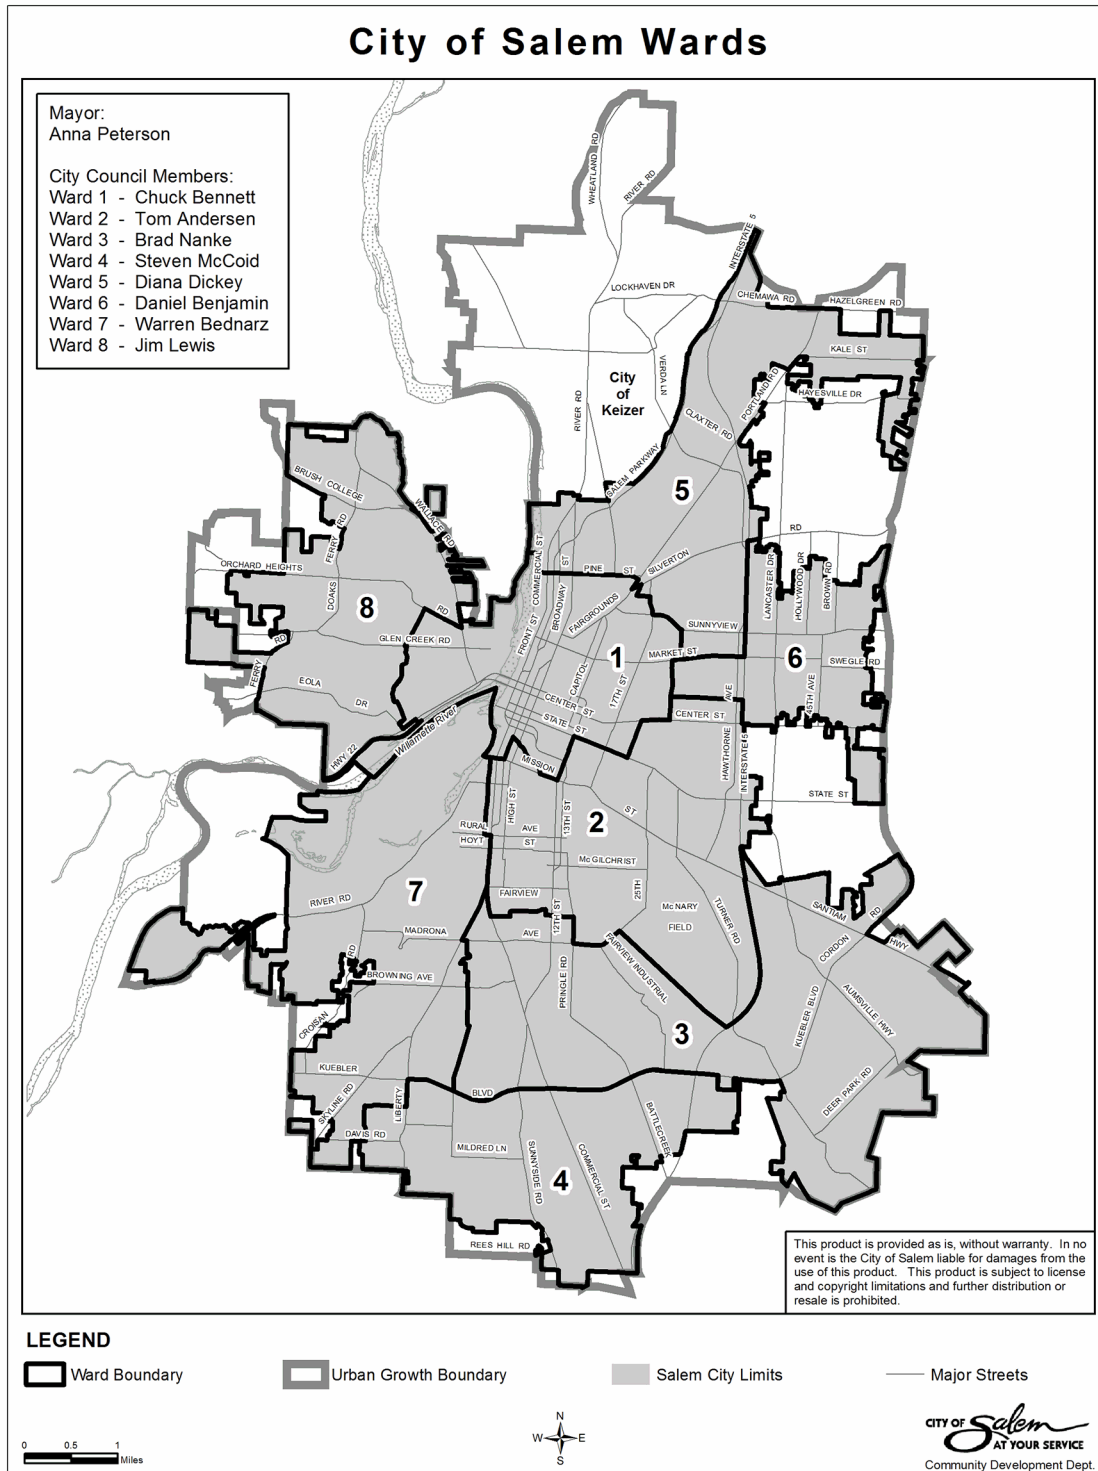 City of Salem Wards
Mayor:
Anna Peterson
City Council Members:
Ward 1 - Chuck Bennett
Ward 2 - Tom Andersen
Ward 3 - Brad Nanke
Ward 4 - Steven McCoid
Ward 5 - Diana Dickey
Ward 6 - Daniel Benjamin
Ward 7 - Warren Bednarz
Ward 8 - Jim Lewis
WHEATLAND RD
RIVER RD
INTERSTATE 5
LOCKHAVEN DR
CHEMAWA RD
HAZELGREEN RD
KALE ST
VERDA LN
City
of
Keizer
PORTLAND RD
HAYESVILLE DR
RIVER RD
CLAXTER RD
SALEM PARKWAY
5
BRUSH COLLEGE
WALLACE RD
FERRY RD
RD
COMMERCIAL ST
ST
PINE ST
SILVERTON
LANCASTER DR
HOLLYWOOD DR
BROWN RD
ORCHARD HEIGHTS
RD
DOAKS
8
BROADWAY
FAIRGROUNDS
FRONT ST
SUNNYVIEW
GLEN CREEK RD
RD
FERRY
1
MARKET ST
6
SWEGLE RD
EOLA DR
CAPITOL
17TH ST
AVE
45TH AVE
CENTER ST
CENTER ST
STATE ST
Willamette River
HWY 22
MISSION
ST
HAWTHORNE
INTERSTATE 5
STATE ST
HIGH ST
13TH ST
2
RURAL AVE
HOYT ST
McGILCHRIST
7
FAIRVIEW
25TH
McNARY
FIELD
TURNER RD
RIVER RD
12TH ST
SANTIAM
HWY
MADRONA AVE
CORDON RD
RD
BROWNING AVE
PRINGLE RD
FAIRVIEW INDUSTRIAL
CROISAN
KUEBLER BLVD
AUMSVILLE HWY
3
KUEBLER
BLVD
DEER PARK RD
SKYLINE RD
LIBERTY
BATTLECREEK
DAVIS RD
MILDRED LN
SUNNYSIDE RD
COMMERCIAL ST
4
REES HILL RD
This product is provided as is, without warranty. In no
event is the City of Salem liable for damages from the
use of this product. This product is subject to license
and copyright limitations and further distribution or
resale is prohibited.
LEGEND
Ward Boundary
Urban Growth Boundary
Salem City Limits
Major Streets
0 0.5 1
Miles
N
W E
S
CITY OF Salem
AT YOUR SERVICE
Community Development Dept.